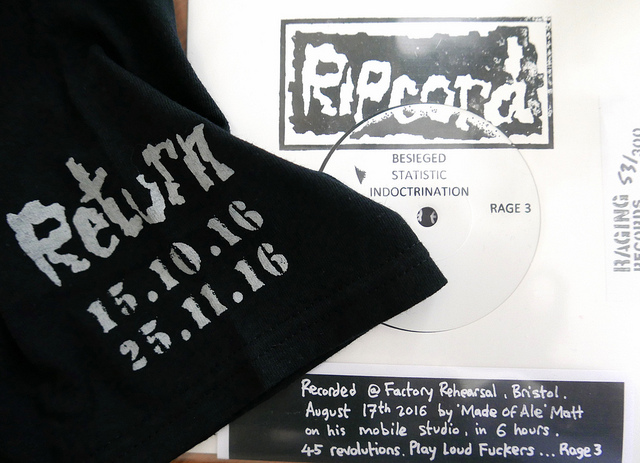 Ripcord
BESIEGED
STATISTIC
INDOCTRINATION
RAGE 3
Return
15.10.16
25.11.16
RAGING 53/300
RECORDS
Recorded @ Factory Rehearsal, Bristol.
August 17th 2016 by 'Made of Ale' Matt
on his mobile studio, in 6 hours.
45 revolutions. Play Loud Fuckers... Rage 3